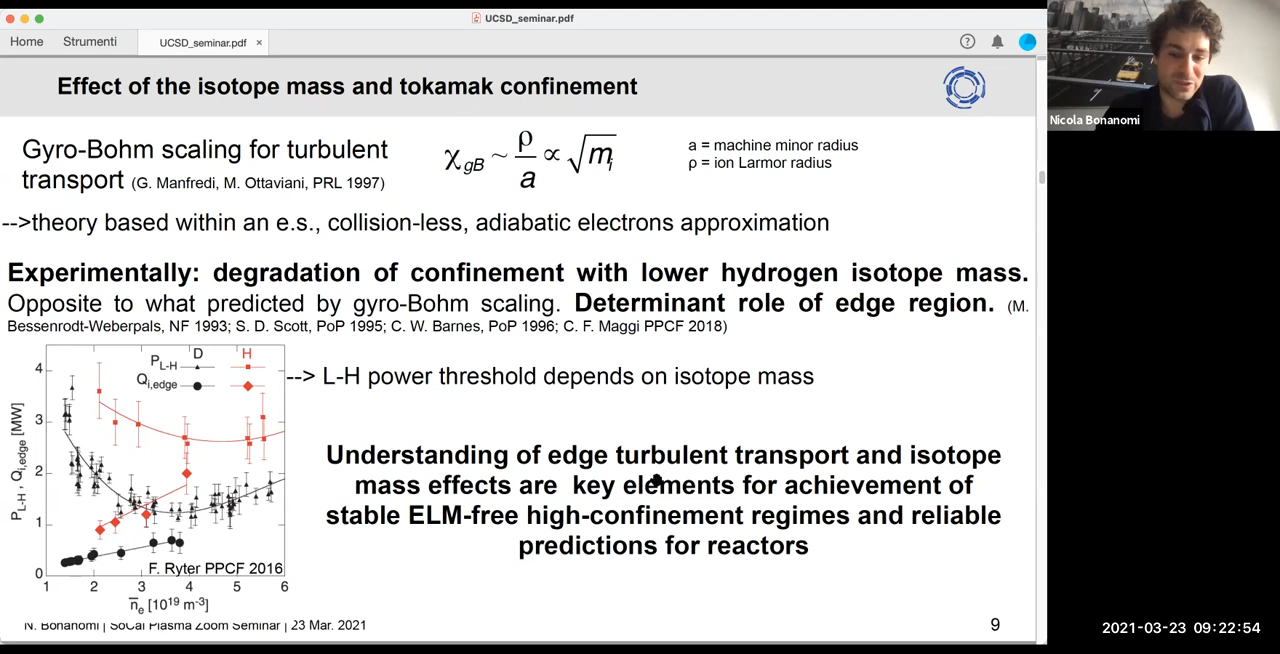 UCSD_seminar.pdf
Home Strumenti UCSD_seminar.pdf ×
Effect of the isotope mass and tokamak confinement
Gyro-Bohm scaling for turbulent
transport (G. Manfredi, M. Ottaviani, PRL 1997)
χgB ~ ρ/a ∝ √mi
a = machine minor radius
ρ = ion Larmor radius
-->theory based within an e.s., collision-less, adiabatic electrons approximation
Experimentally: degradation of confinement with lower hydrogen isotope mass.
Opposite to what predicted by gyro-Bohm scaling. Determinant role of edge region. (M.
Bessenrodt-Weberpals, NF 1993; S. D. Scott, PoP 1995; C. W. Barnes, PoP 1996; C. F. Maggi PPCF 2018)
D H
PL-H
Qi,edge
PL-H , Qi,edge [MW]
4
3
2
1
0
F. Ryter PPCF 2016
1 2 3 4 5 6
n̅e [10¹⁹ m⁻³]
--> L-H power threshold depends on isotope mass
Understanding of edge turbulent transport and isotope
mass effects are key elements for achievement of
stable ELM-free high-confinement regimes and reliable
predictions for reactors
N. Bonanomi | SoCal Plasma Zoom Seminar | 23 Mar. 2021
9
Nicola Bonanomi
2021-03-23 09:22:54